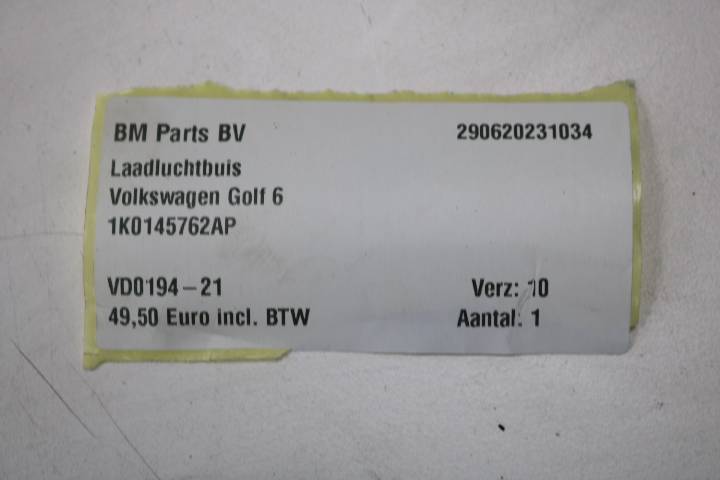 BM Parts BV 290620231034
Laadluchtbuis
Volkswagen Golf 6
1K0145762AP
VD0194-21 Verz: 10
49,50 Euro incl. BTW Aantal: 1